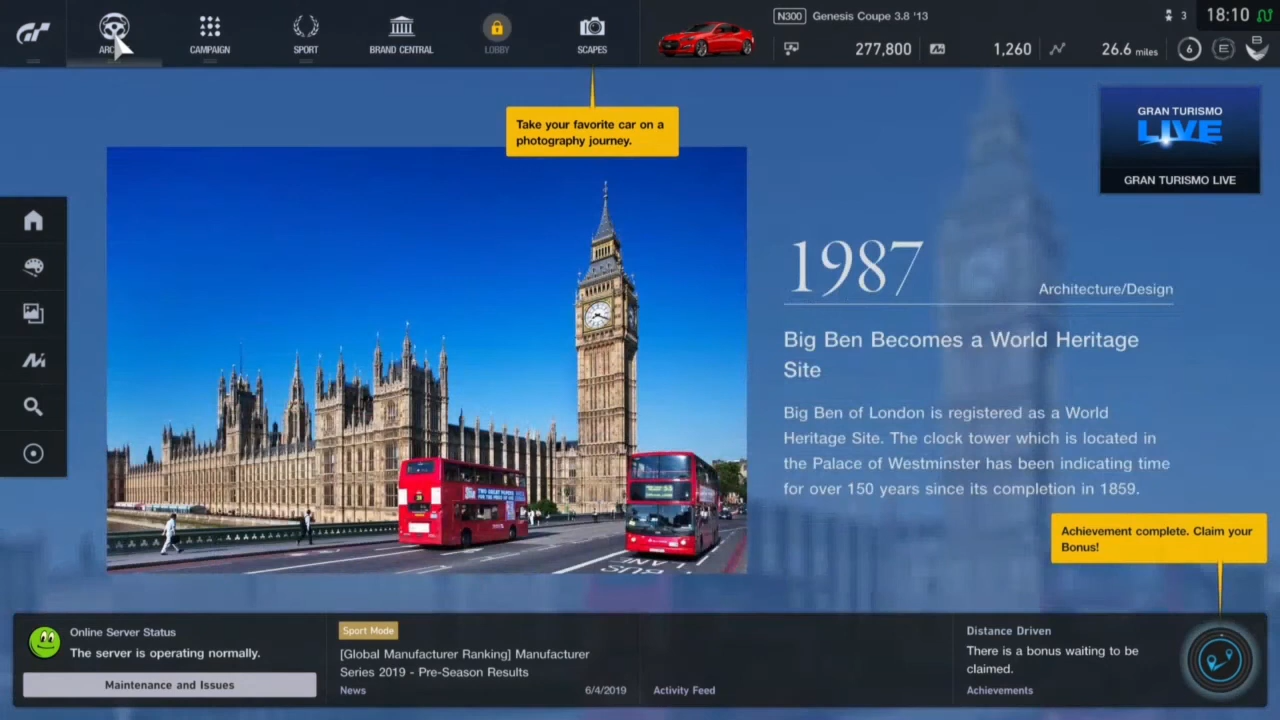 N300 Genesis Coupe 3.8 '13
3
18:10
CAMPAIGN
SPORT
BRAND CENTRAL
LOBBY
SCAPES
277,800
1,260
26.6 miles
6
E
B
Take your favorite car on a
photography journey.
GRAN TURISMO
LIVE
GRAN TURISMO LIVE
1987
Architecture/Design
Big Ben Becomes a World Heritage
Site
Big Ben of London is registered as a World
Heritage Site. The clock tower which is located in
the Palace of Westminster has been indicating time
for over 150 years since its completion in 1859.
Achievement complete. Claim your
Bonus!
Online Server Status
The server is operating normally.
Maintenance and Issues
Sport Mode
[Global Manufacturer Ranking] Manufacturer
Series 2019 - Pre-Season Results
News
6/4/2019
Activity Feed
Distance Driven
There is a bonus waiting to be
claimed.
Achievements